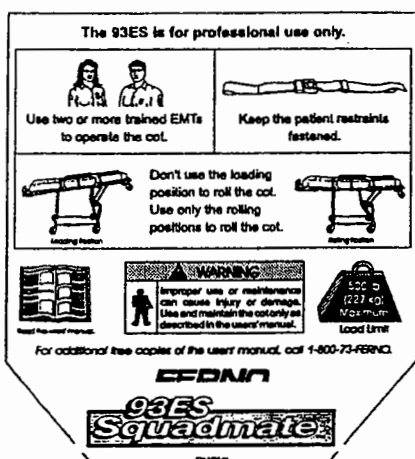 The 93ES is for professional use only.
Use two or more trained EMTs
to operate the cot.
Keep the patient restraints
fastened.
Don't use the loading
position to roll the cot.
Use only the rolling
positions to roll the cot.
Loading Position
Rolling Position
WARNING
Improper use or maintenance
can cause injury or damage.
Use and maintain the cot only as
described in the users' manual.
Read the users' manual.
500 lb
(227 kg)
Maximum
Load Limit
For additional free copies of the users' manual, call 1-800-73-FERNO.
FERNO
93ES
Squadmate